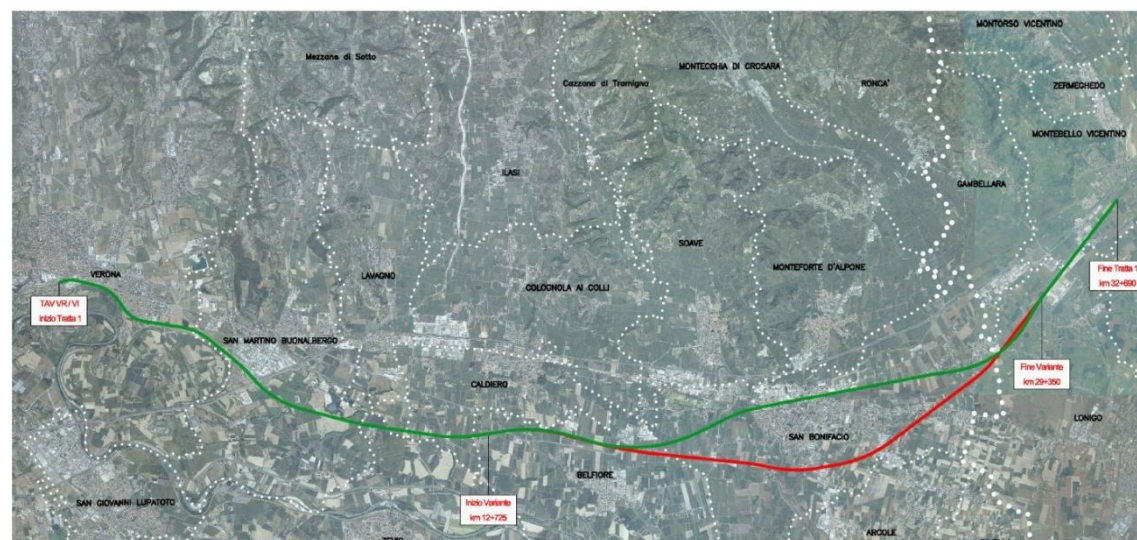 MONTORSO VICENTINO
Mezzane di Sotto
MONTECCHIA DI CROSARA
Cazzano di Tramigna
RONCA'
ZERMEGHEDO
MONTEBELLO VICENTINO
ILASI
GAMBELLARA
SOAVE
VERONA
LAVAGNO
MONTEFORTE D'ALPONE
COLOGNOLA AI COLLI
Fine Tratta 1
km 32+690
TAV VR / VI
inizio Tratta 1
SAN MARTINO BUONALBERGO
CALDIERO
Fine Variante
km 29+350
LONIGO
SAN BONIFACIO
BELFIORE
SAN GIOVANNI LUPATOTO
Inizio Variante
km 12+725
ARCOLE